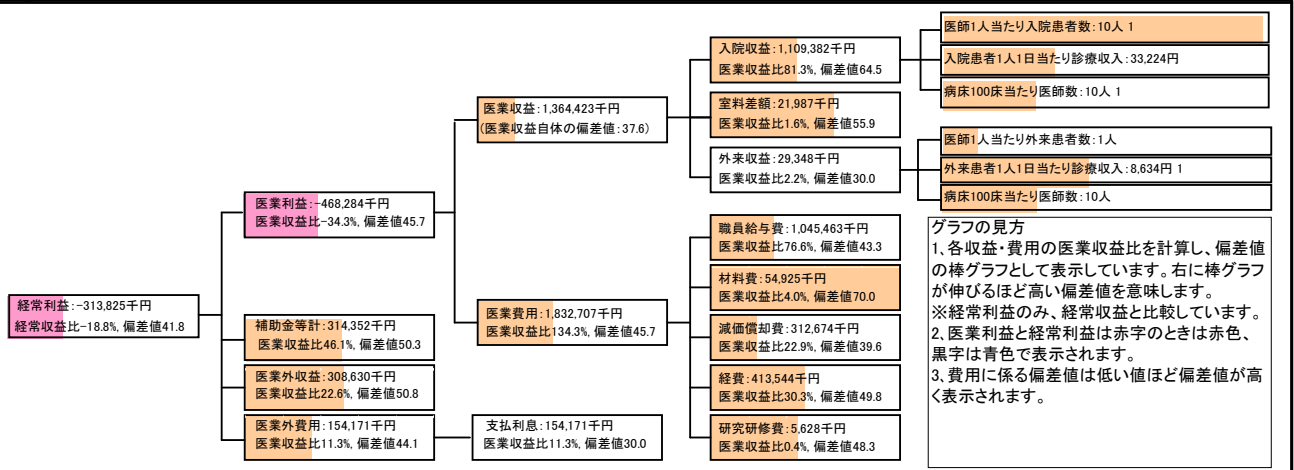 経常利益:-313,825千円
経常収益比-18.8%, 偏差値41.8
医業利益:-468,284千円
医業収益比-34.3%, 偏差値45.7
補助金等計:314,352千円
医業収益比46.1%, 偏差値50.3
医業外収益:308,630千円
医業収益比22.6%, 偏差値50.8
医業外費用:154,171千円
医業収益比11.3%, 偏差値44.1
支払利息:154,171千円
医業収益比11.3%, 偏差値30.0
医業収益:1,364,423千円
(医業収益自体の偏差値:37.6)
医業費用:1,832,707千円
医業収益比134.3%, 偏差値45.7
入院収益:1,109,382千円
医業収益比81.3%, 偏差値64.5
室料差額:21,987千円
医業収益比1.6%, 偏差値55.9
外来収益:29,348千円
医業収益比2.2%, 偏差値30.0
職員給与費:1,045,463千円
医業収益比76.6%, 偏差値43.3
材料費:54,925千円
医業収益比4.0%, 偏差値70.0
減価償却費:312,674千円
医業収益比22.9%, 偏差値39.6
経費:413,544千円
医業収益比30.3%, 偏差値49.8
研究研修費:5,628千円
医業収益比0.4%, 偏差値48.3
医師1人当たり入院患者数:10人 1
入院患者1人1日当たり診療収入:33,224円
病床100床当たり医師数:10人 1
医師1人当たり外来患者数:1人
外来患者1人1日当たり診療収入:8,634円 1
病床100床当たり医師数:10人
グラフの見方
1、各収益・費用の医業収益比を計算し、偏差値
の棒グラフとして表示しています。右に棒グラフ
が伸びるほど高い偏差値を意味します。
※経常利益のみ、経常収益と比較しています。
2、医業利益と経常利益は赤字のときは赤色、
黒字は青色で表示されます。
3、費用に係る偏差値は低い値ほど偏差値が高
く表示されます。